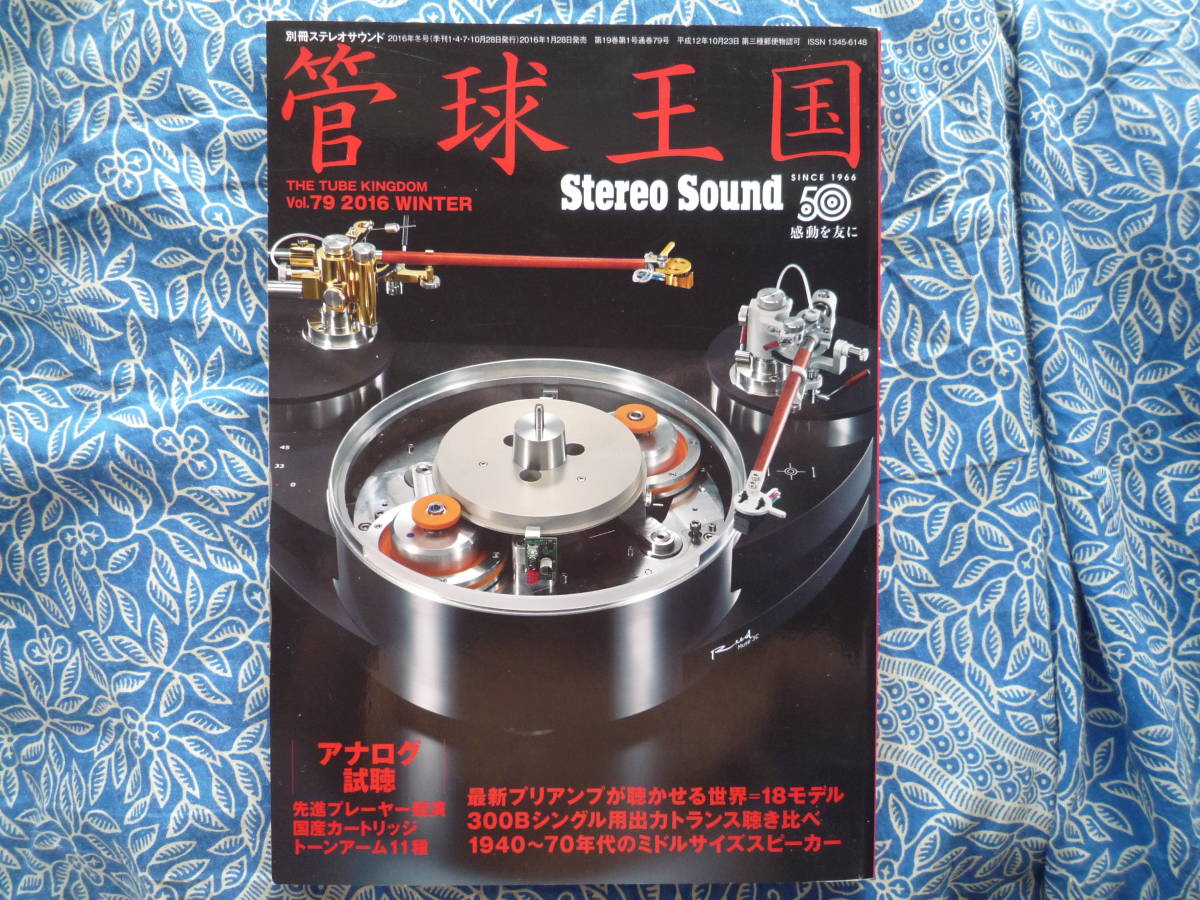 別冊ステレオサウンド 2016年冬号(季刊1・4・7・10月28日発行)2016年1月28日発売 第19巻第1号通巻79号 平成12年10月23日 第三種郵便物認可 ISSN 1345-6148
管球王国
THE TUBE KINGDOM
Vol.79 2016 WINTER
Stereo Sound
SINCE 1966
50
感動を友に
45
33
0
アナログ
試聴
先進プレーヤー競演
国産カートリッジ
トーンアーム11種
最新プリアンプが聴かせる世界=18モデル
300Bシングル用出力トランス聴き比べ
1940~70年代のミドルサイズスピーカー